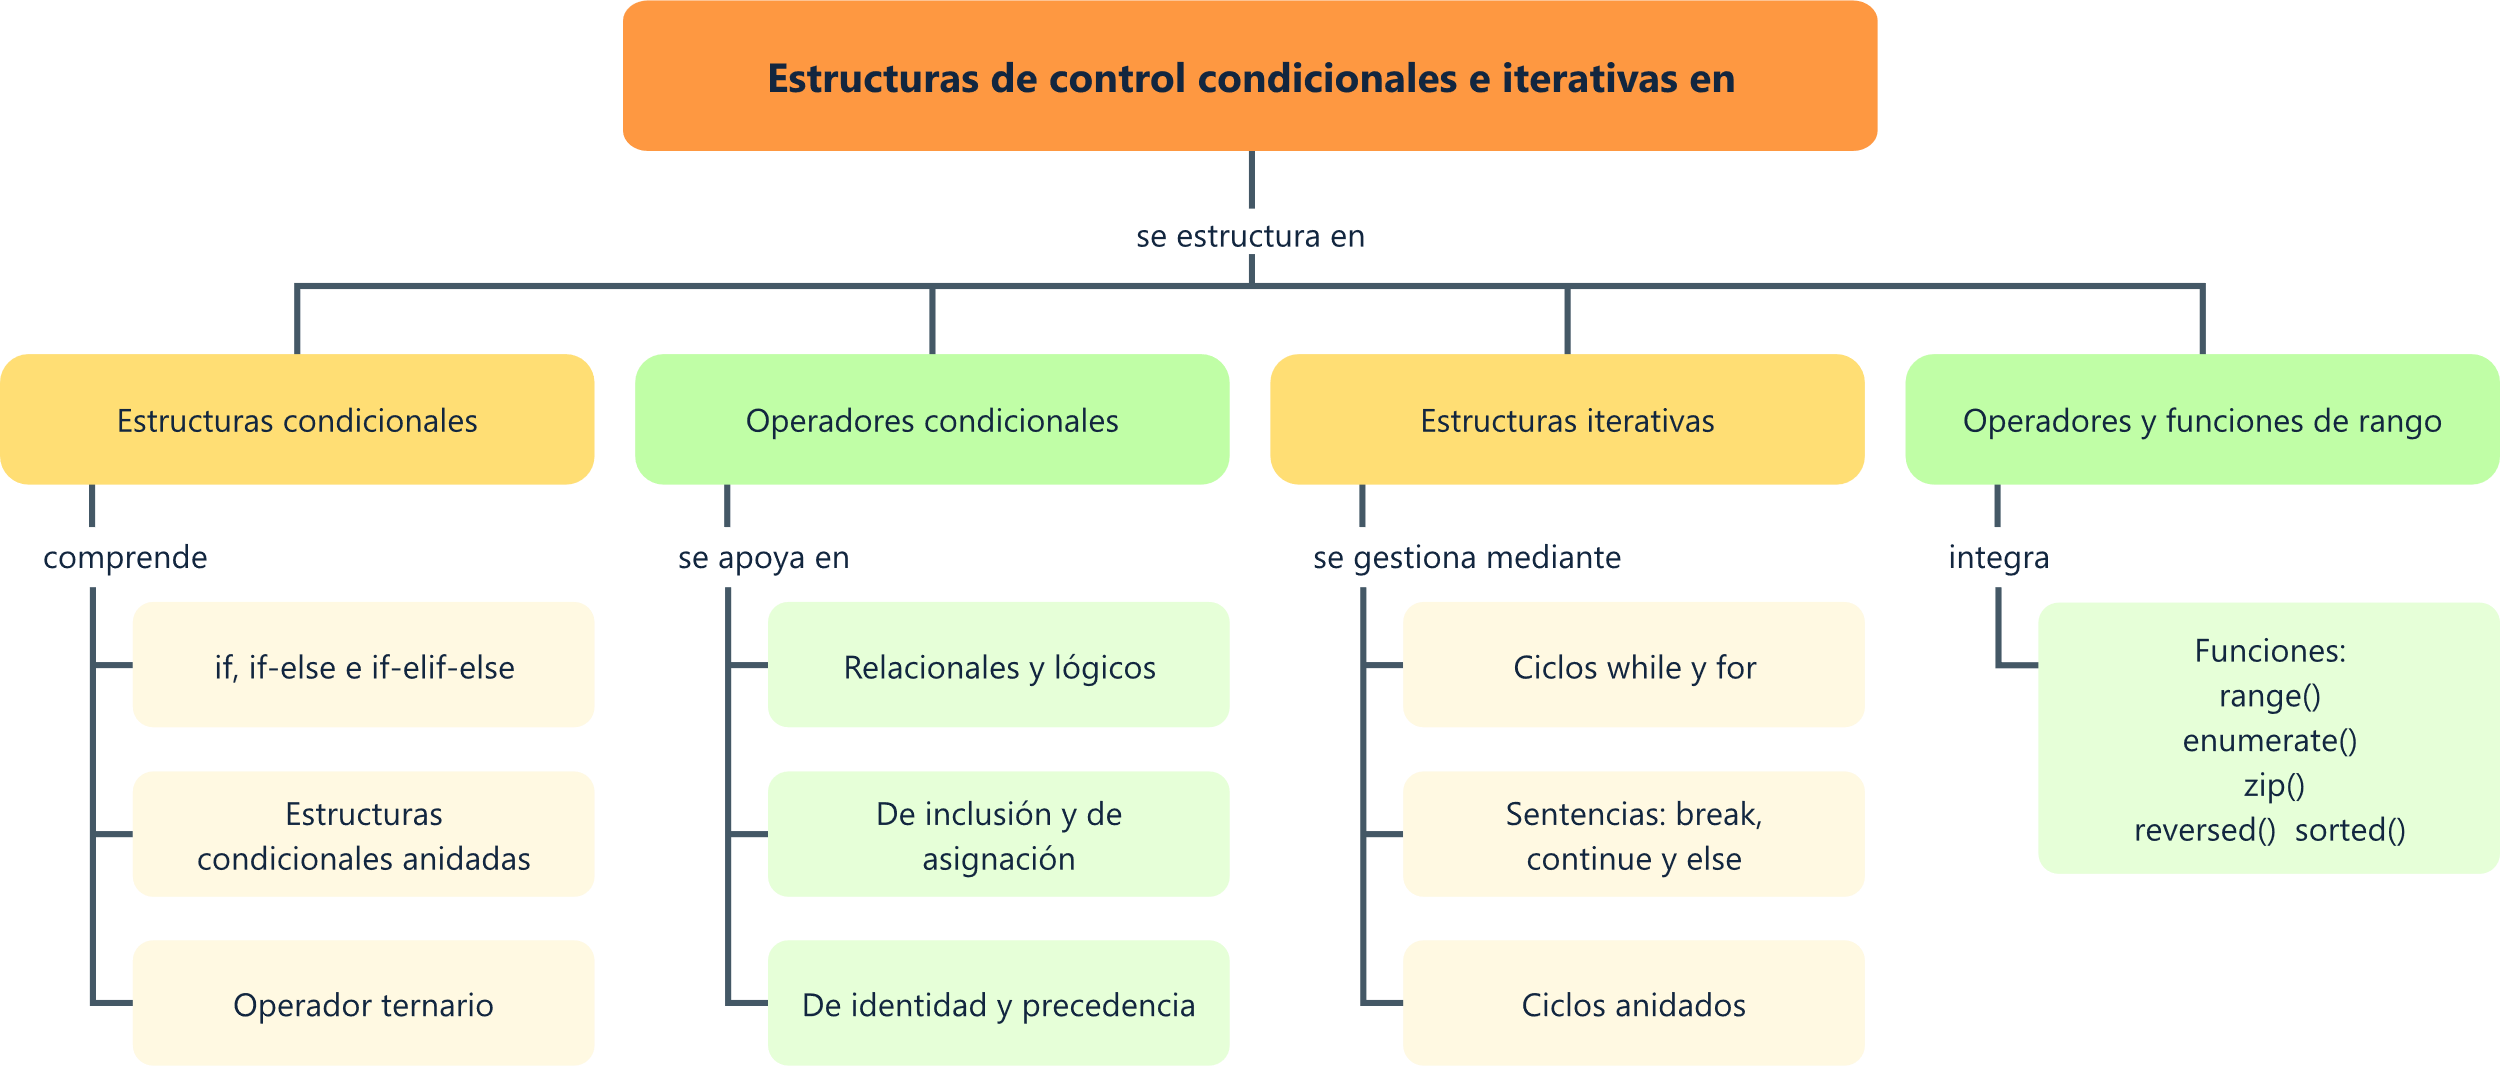 Estructuras de control condicionales e iterativas en
se estructura en
Estructuras condicionales
comprende
if, if-else e if-elif-else
Estructuras
condicionales anidadas
Operador ternario
Operadores condicionales
se apoya en
Relacionales y lógicos
De inclusión y de
asignación
De identidad y precedencia
Estructuras iterativas
se gestiona mediante
Ciclos while y for
Sentencias: break,
continue y else
Ciclos anidados
Operadores y funciones de rango
integra
Funciones:
range()
enumerate()
zip()
reversed()  sorted()